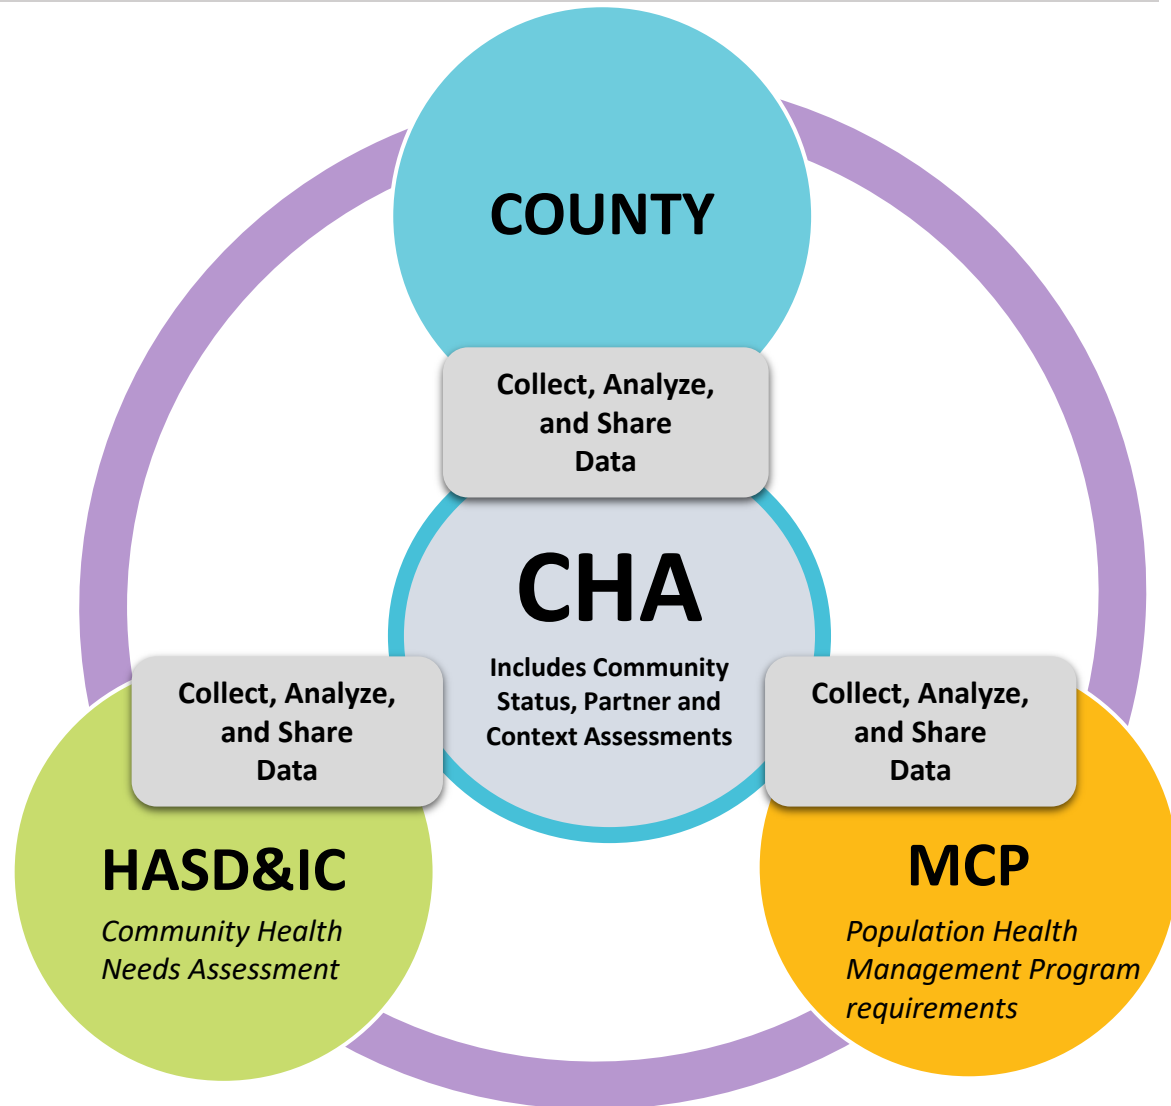 COUNTY
Collect, Analyze,
and Share
Data
CHA
Includes Community
Status, Partner and
Context Assessments
Collect, Analyze,
and Share
Data
HASD&IC
Community Health
Needs Assessment
Collect, Analyze,
and Share
Data
MCP
Population Health
Management Program
requirements